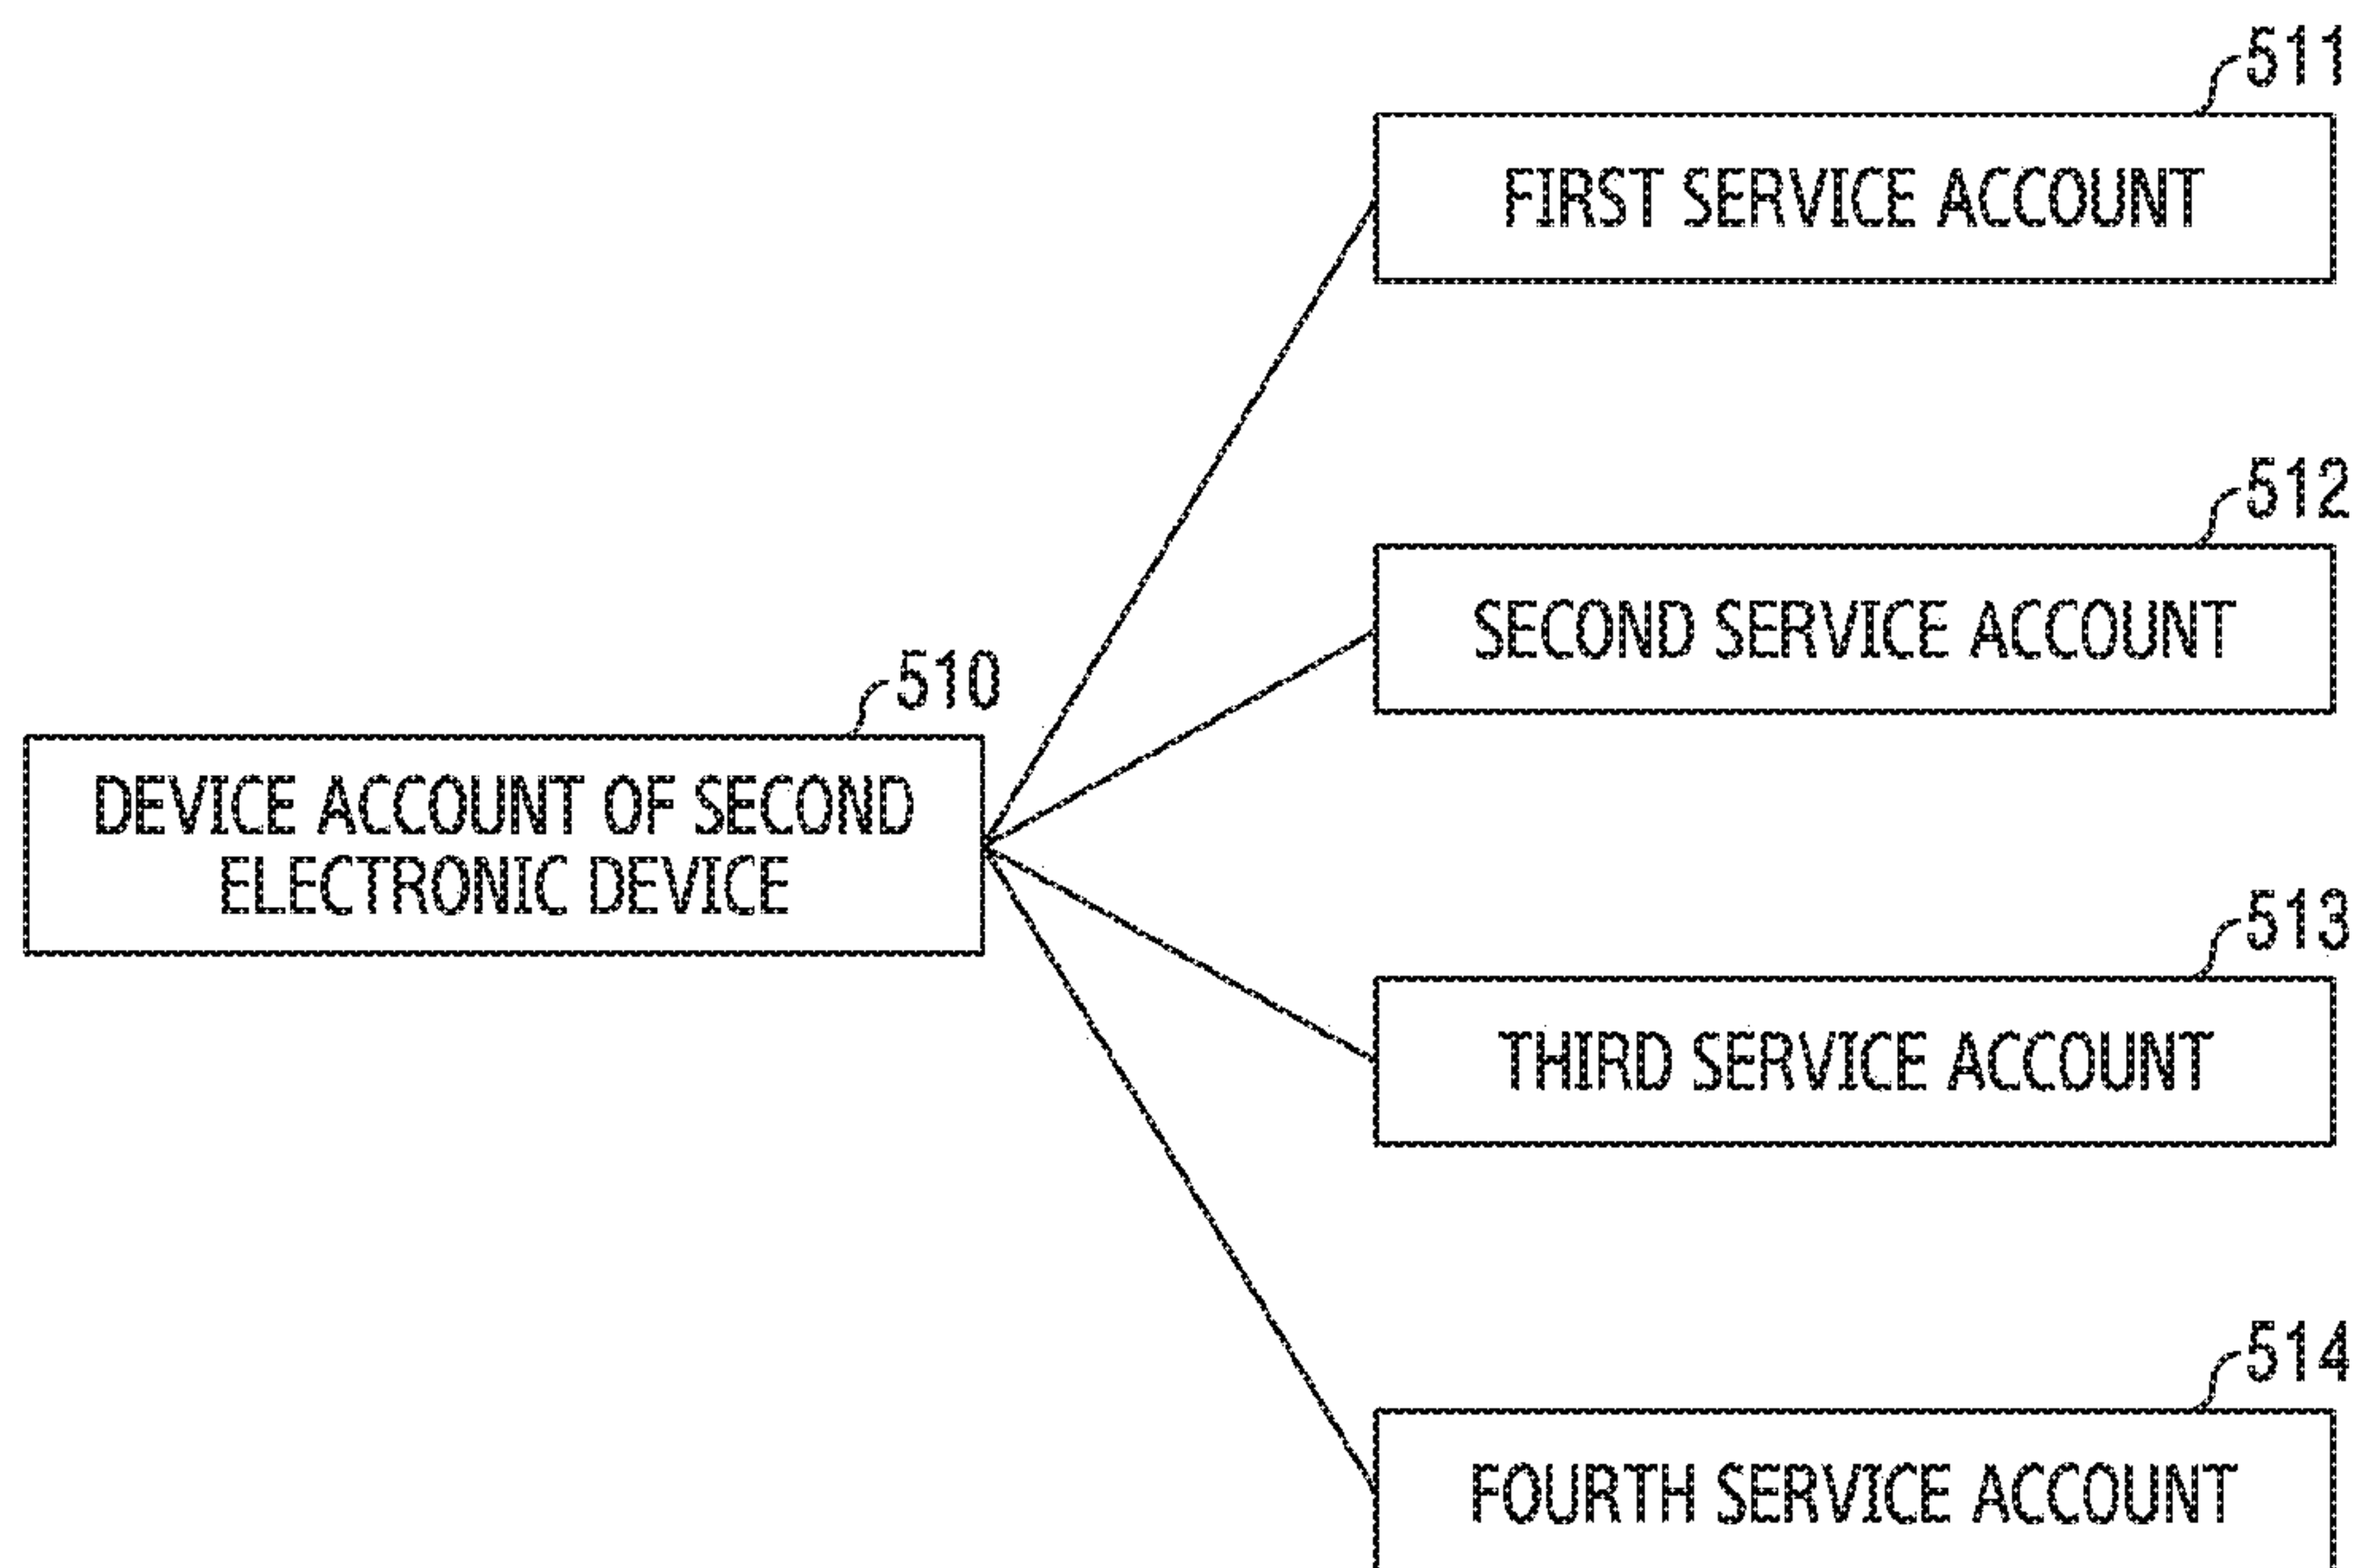 511
FIRST SERVICE ACCOUNT
512
SECOND SERVICE ACCOUNT
510
DEVICE ACCOUNT OF SECOND
ELECTRONIC DEVICE
513
THIRD SERVICE ACCOUNT
514
FOURTH SERVICE ACCOUNT